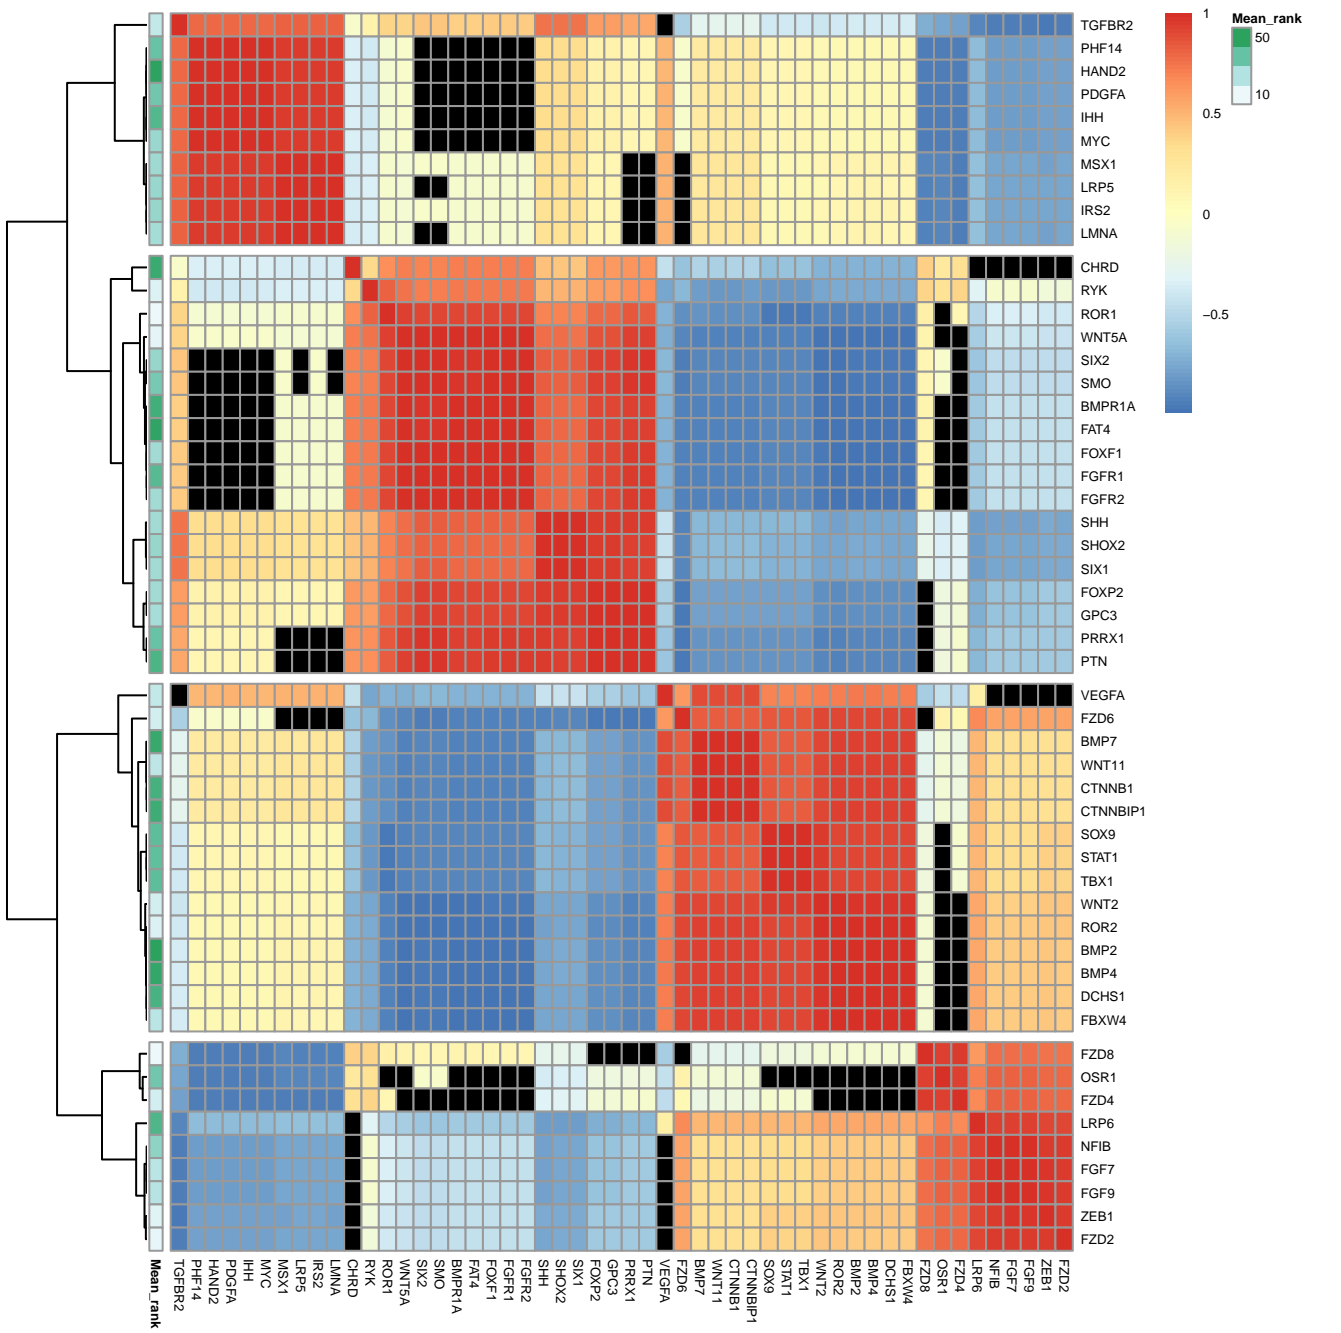 TGFBR2
PHF14
HAND2
PDGFA
IHH
MYC
MSX1
LRP5
IRS2
LMNA
CHRD
RYK
ROR1
WNT5A
SIX2
SMO
BMPR1A
FAT4
FOXF1
FGFR1
FGFR2
SHH
SHOX2
SIX1
FOXP2
GPC3
PRRX1
PTN
VEGFA
FZD6
BMP7
WNT11
CTNNB1
CTNNBIP1
SOX9
STAT1
TBX1
WNT2
ROR2
BMP2
BMP4
DCHS1
FBXW4
FZD8
OSR1
FZD4
LRP6
NFIB
FGF7
FGF9
ZEB1
FZD2
1
0.5
0
−0.5
Mean_rank
50
10
Mean_rank
TGFBR2
PHF14
HAND2
PDGFA
IHH
MYC
MSX1
LRP5
IRS2
LMNA
CHRD
RYK
ROR1
WNT5A
SIX2
SMO
BMPR1A
FAT4
FOXF1
FGFR1
FGFR2
SHH
SHOX2
SIX1
FOXP2
GPC3
PRRX1
PTN
VEGFA
FZD6
BMP7
WNT11
CTNNB1
CTNNBIP1
SOX9
STAT1
TBX1
WNT2
ROR2
BMP2
BMP4
DCHS1
FBXW4
FZD8
OSR1
FZD4
LRP6
NFIB
FGF7
FGF9
ZEB1
FZD2